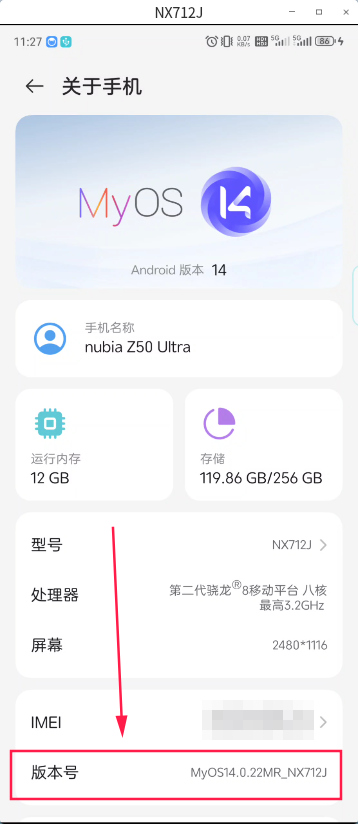 NX712J
11:27 0.07 KB/s 5G 5G 86
关于手机
MyOS 14
Android 版本 14
手机名称
nubia Z50 Ultra
运行内存
12 GB
存储
119.86 GB/256 GB
型号 NX712J
处理器 第二代骁龙®8移动平台 八核
最高3.2GHz
屏幕 2480*1116
IMEI
版本号 MyOS14.0.22MR_NX712J